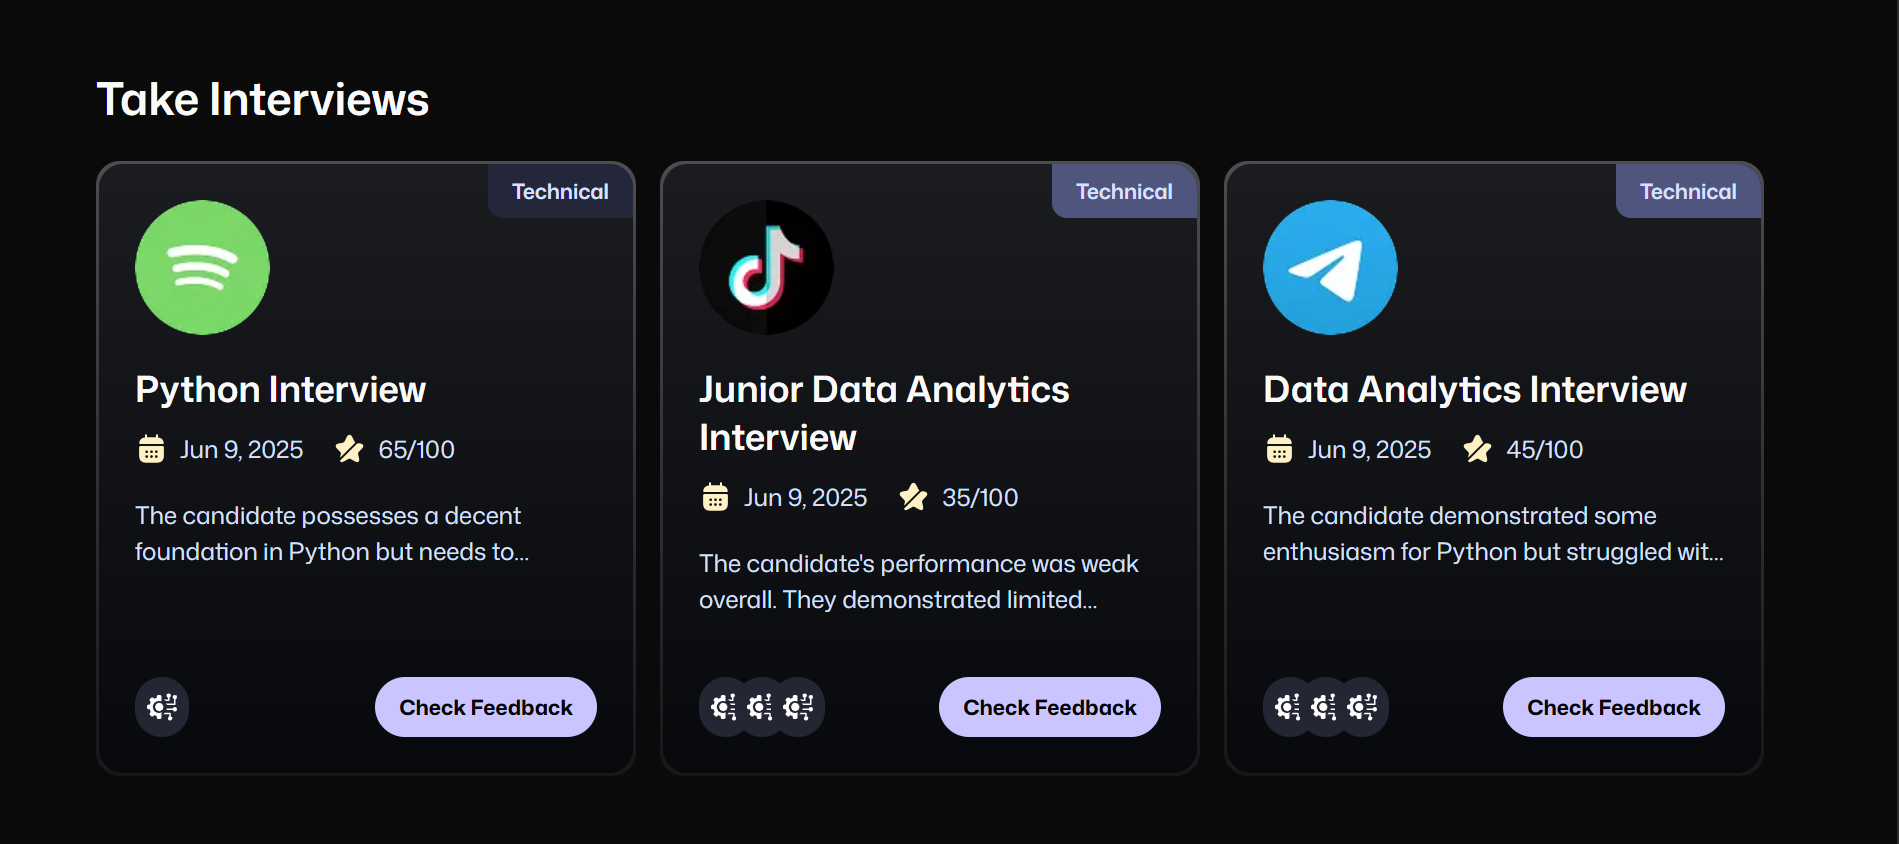 Take Interviews
Technical
Python Interview
Jun 9, 2025
65/100
The candidate possesses a decent
foundation in Python but needs to...
Check Feedback
Technical
Junior Data Analytics
Interview
Jun 9, 2025
35/100
The candidate's performance was weak
overall. They demonstrated limited...
Check Feedback
Technical
Data Analytics Interview
Jun 9, 2025
45/100
The candidate demonstrated some
enthusiasm for Python but struggled wit...
Check Feedback